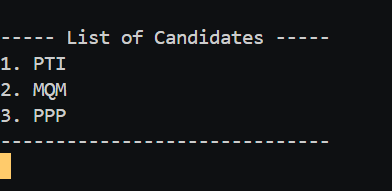 ----- List of Candidates -----
1. PTI
2. MQM
3. PPP
------------------------------